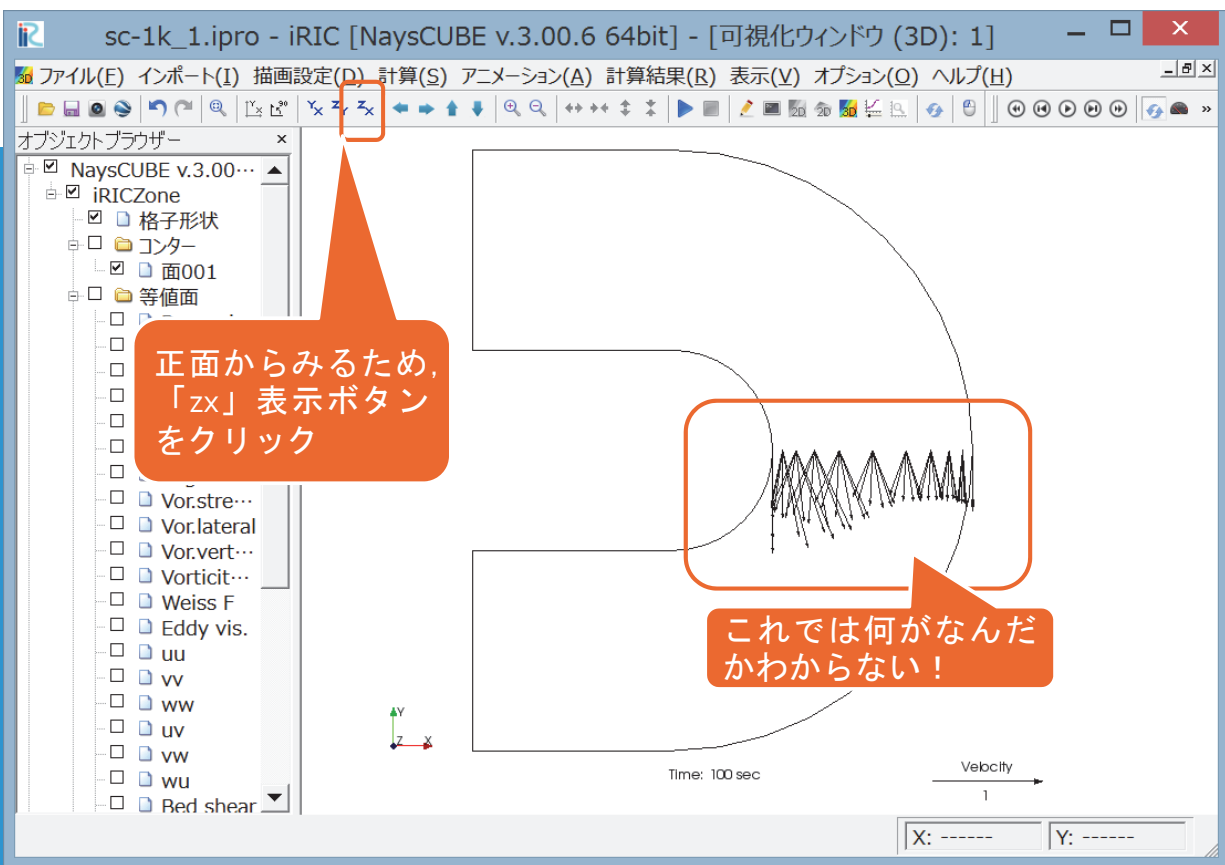 sc-1k_1.ipro - iRIC [NaysCUBE v.3.00.6 64bit] - [可視化ウィンドウ (3D): 1]
ファイル(F) インポート(I) 描画設定(D) 計算(S) アニメーション(A) 計算結果(R) 表示(V) オプション(O) ヘルプ(H)
オブジェクトブラウザー
NaysCUBE v.3.00…
iRICZone
格子形状
コンター
面001
等値面
正面からみるため,
「zx」表示ボタン
をクリック
Vor.stre…
Vor.lateral
Vor.vert…
Vorticit…
Weiss F
Eddy vis.
uu
vv
ww
uv
vw
wu
Bed shear
これでは何がなんだ
かわからない！
Y
Z X
Time: 100 sec
Velocity
1
X: ------
Y: ------